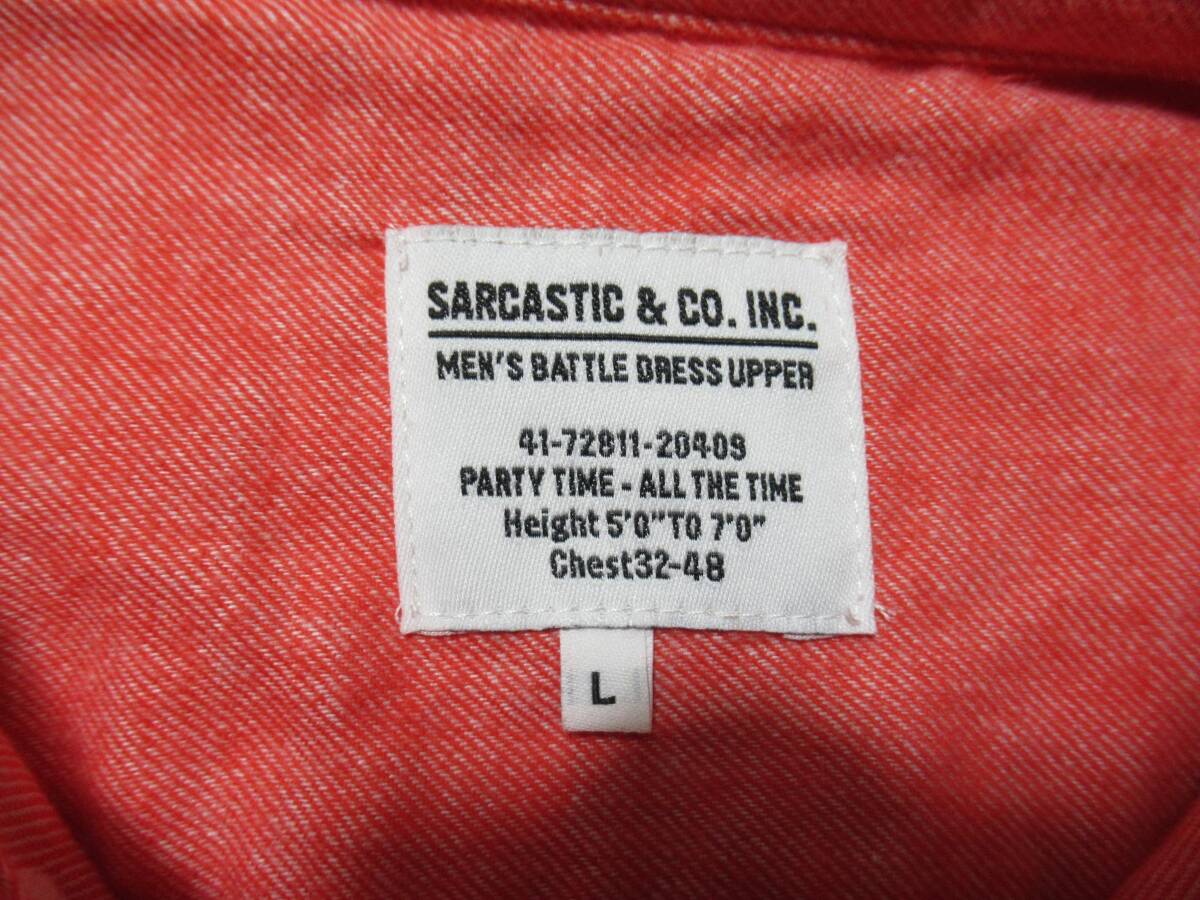 SARCASTIC & CO. INC.
MEN'S BATTLE DRESS UPPER
41-72811-20409
PARTY TIME - ALL THE TIME
Height 5'0" TO 7'0"
Chest32-48
L